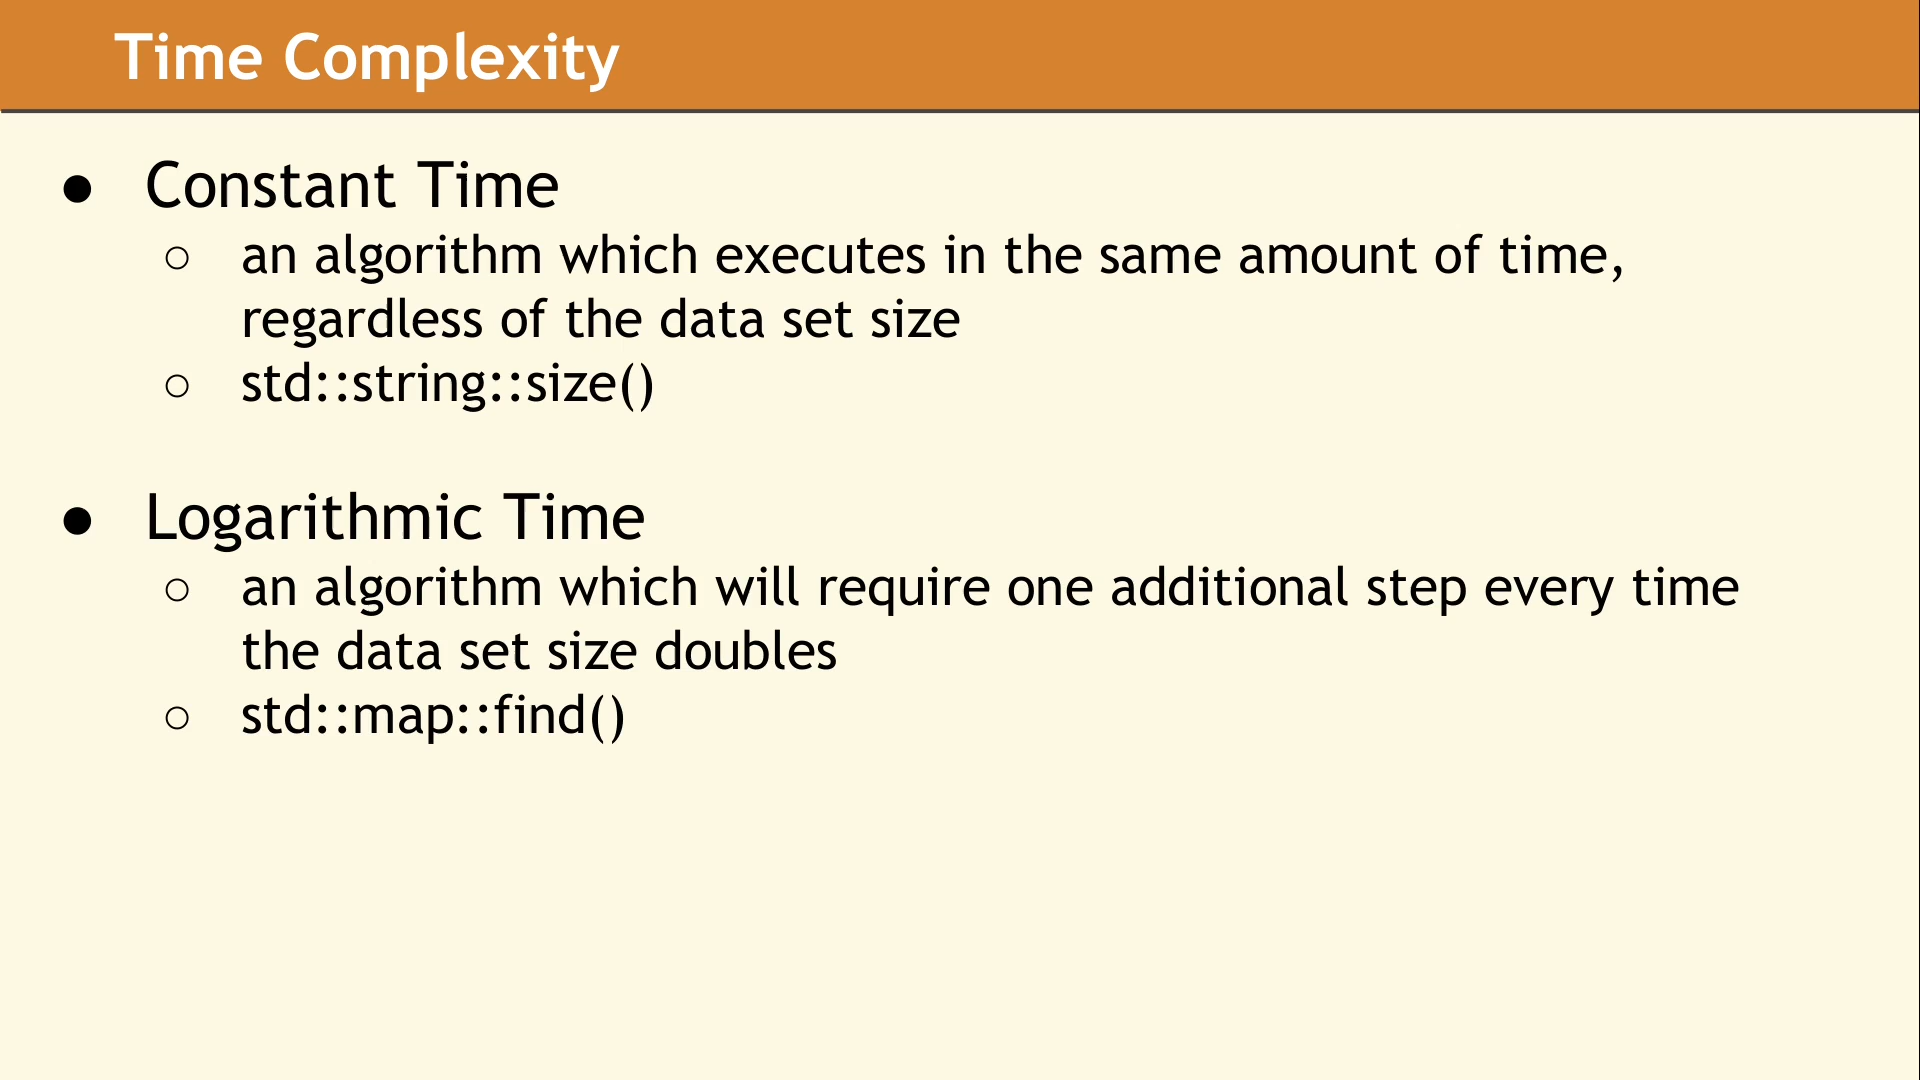 Time Complexity
● Constant Time
○ an algorithm which executes in the same amount of time,
regardless of the data set size
○ std::string::size()
● Logarithmic Time
○ an algorithm which will require one additional step every time
the data set size doubles
○ std::map::find()